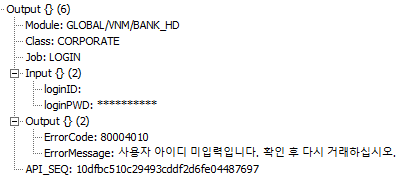 Output {} (6)
Module: GLOBAL/VNM/BANK_HD
Class: CORPORATE
Job: LOGIN
Input {} (2)
loginID:
loginPWD: **********
Output {} (2)
ErrorCode: 80004010
ErrorMessage: 사용자 아이디 미입력입니다. 확인 후 다시 거래하십시오.
API_SEQ: 10dfbc510c29493cddf2d6fe04487697